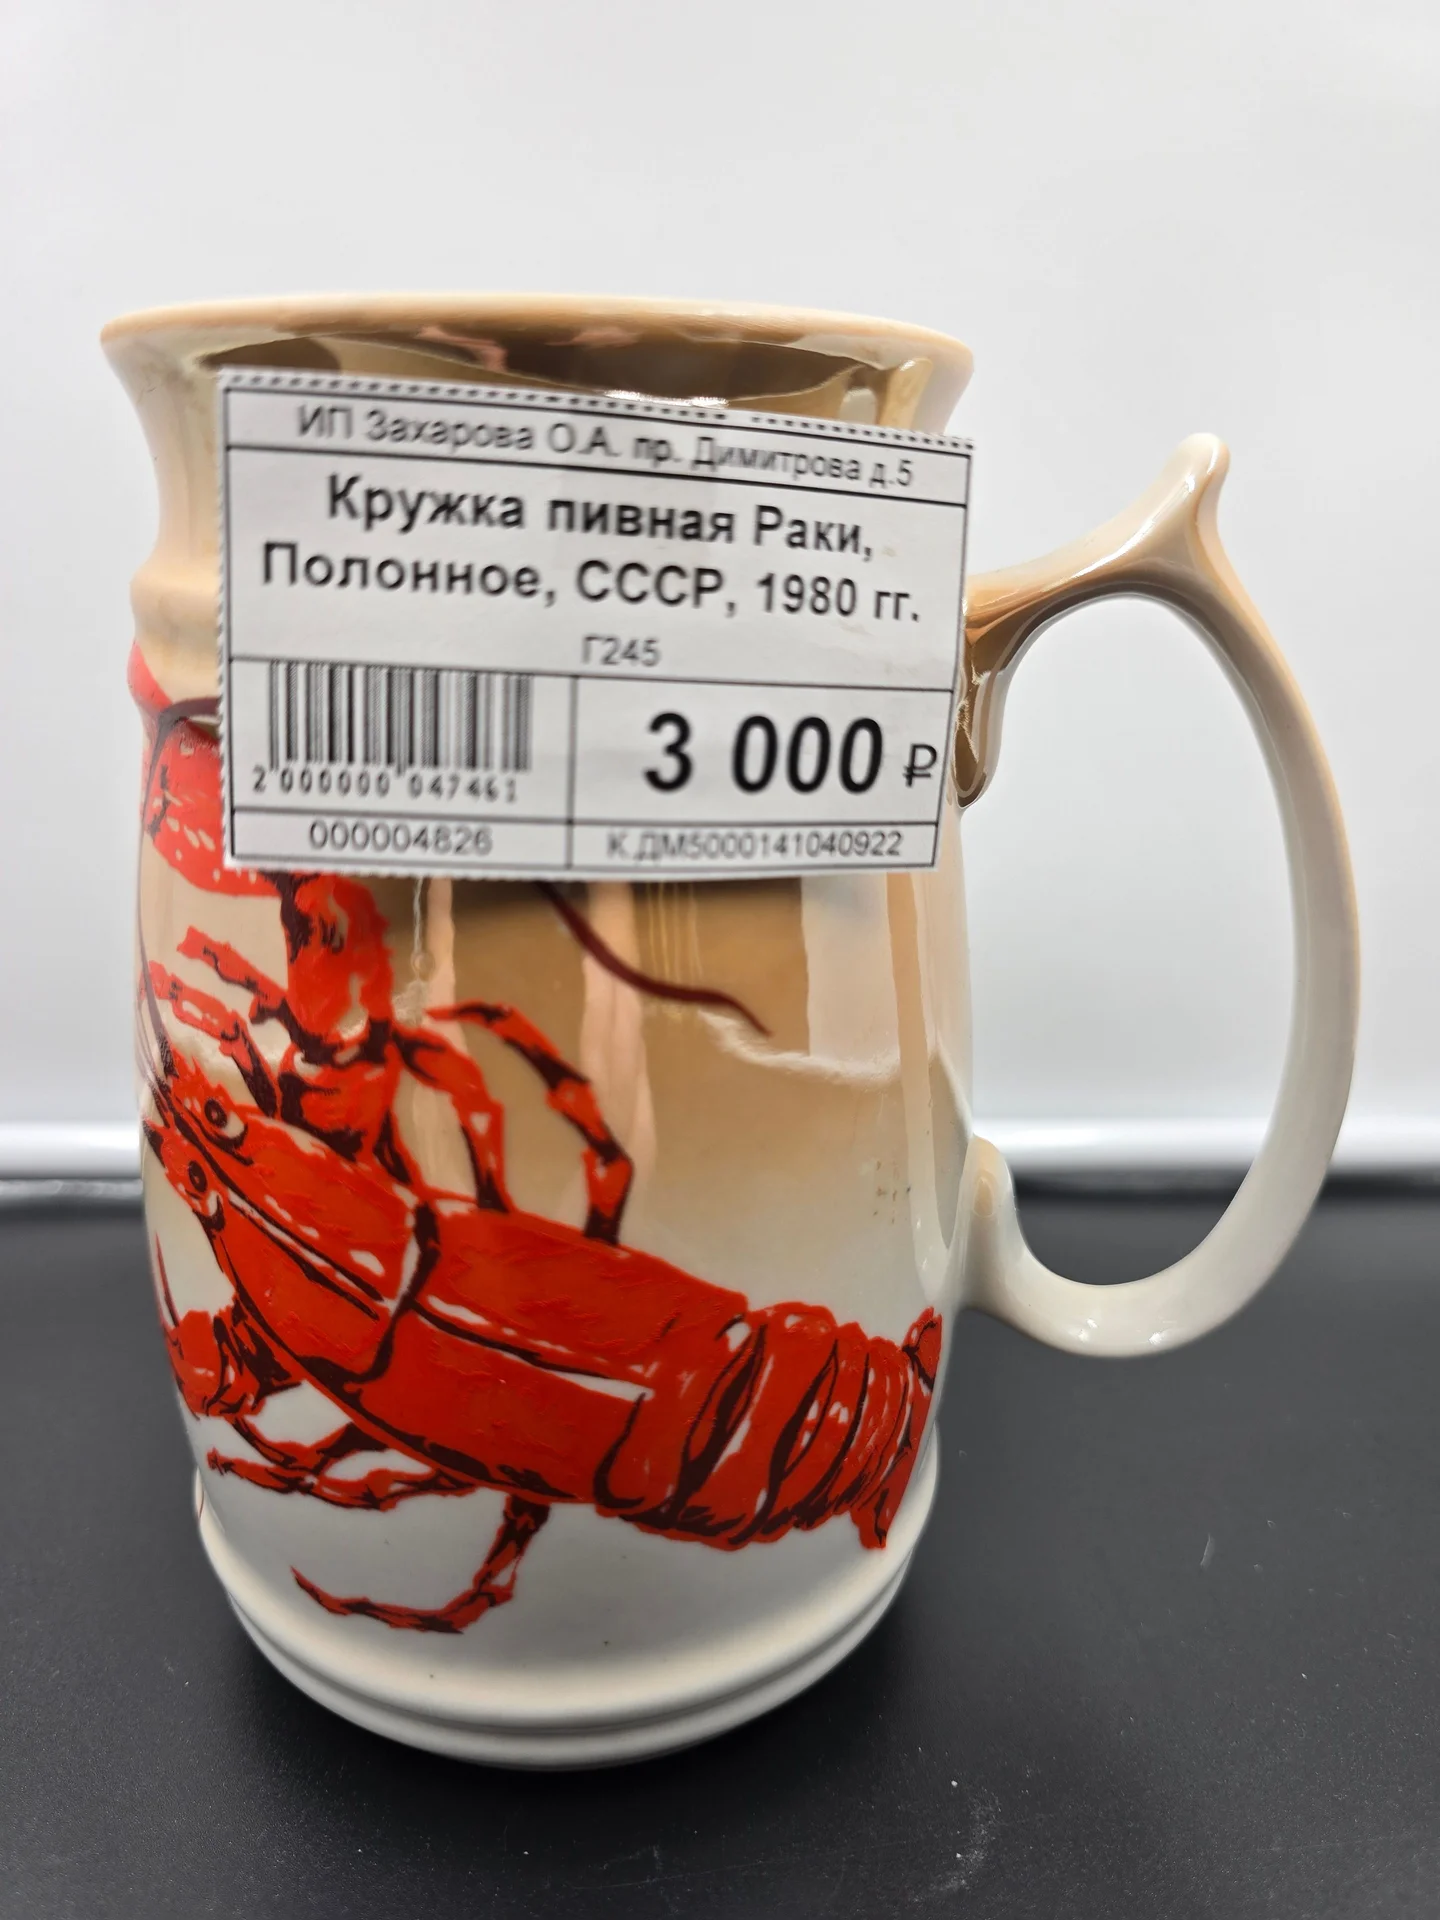 ИП Захарова О.А. пр. Димитрова д.5
Кружка пивная Раки,
Полонное, СССР, 1980 гг.
Г245
3 000 ₽
2 000000 047461
000004826
К.ДМ5000141040922